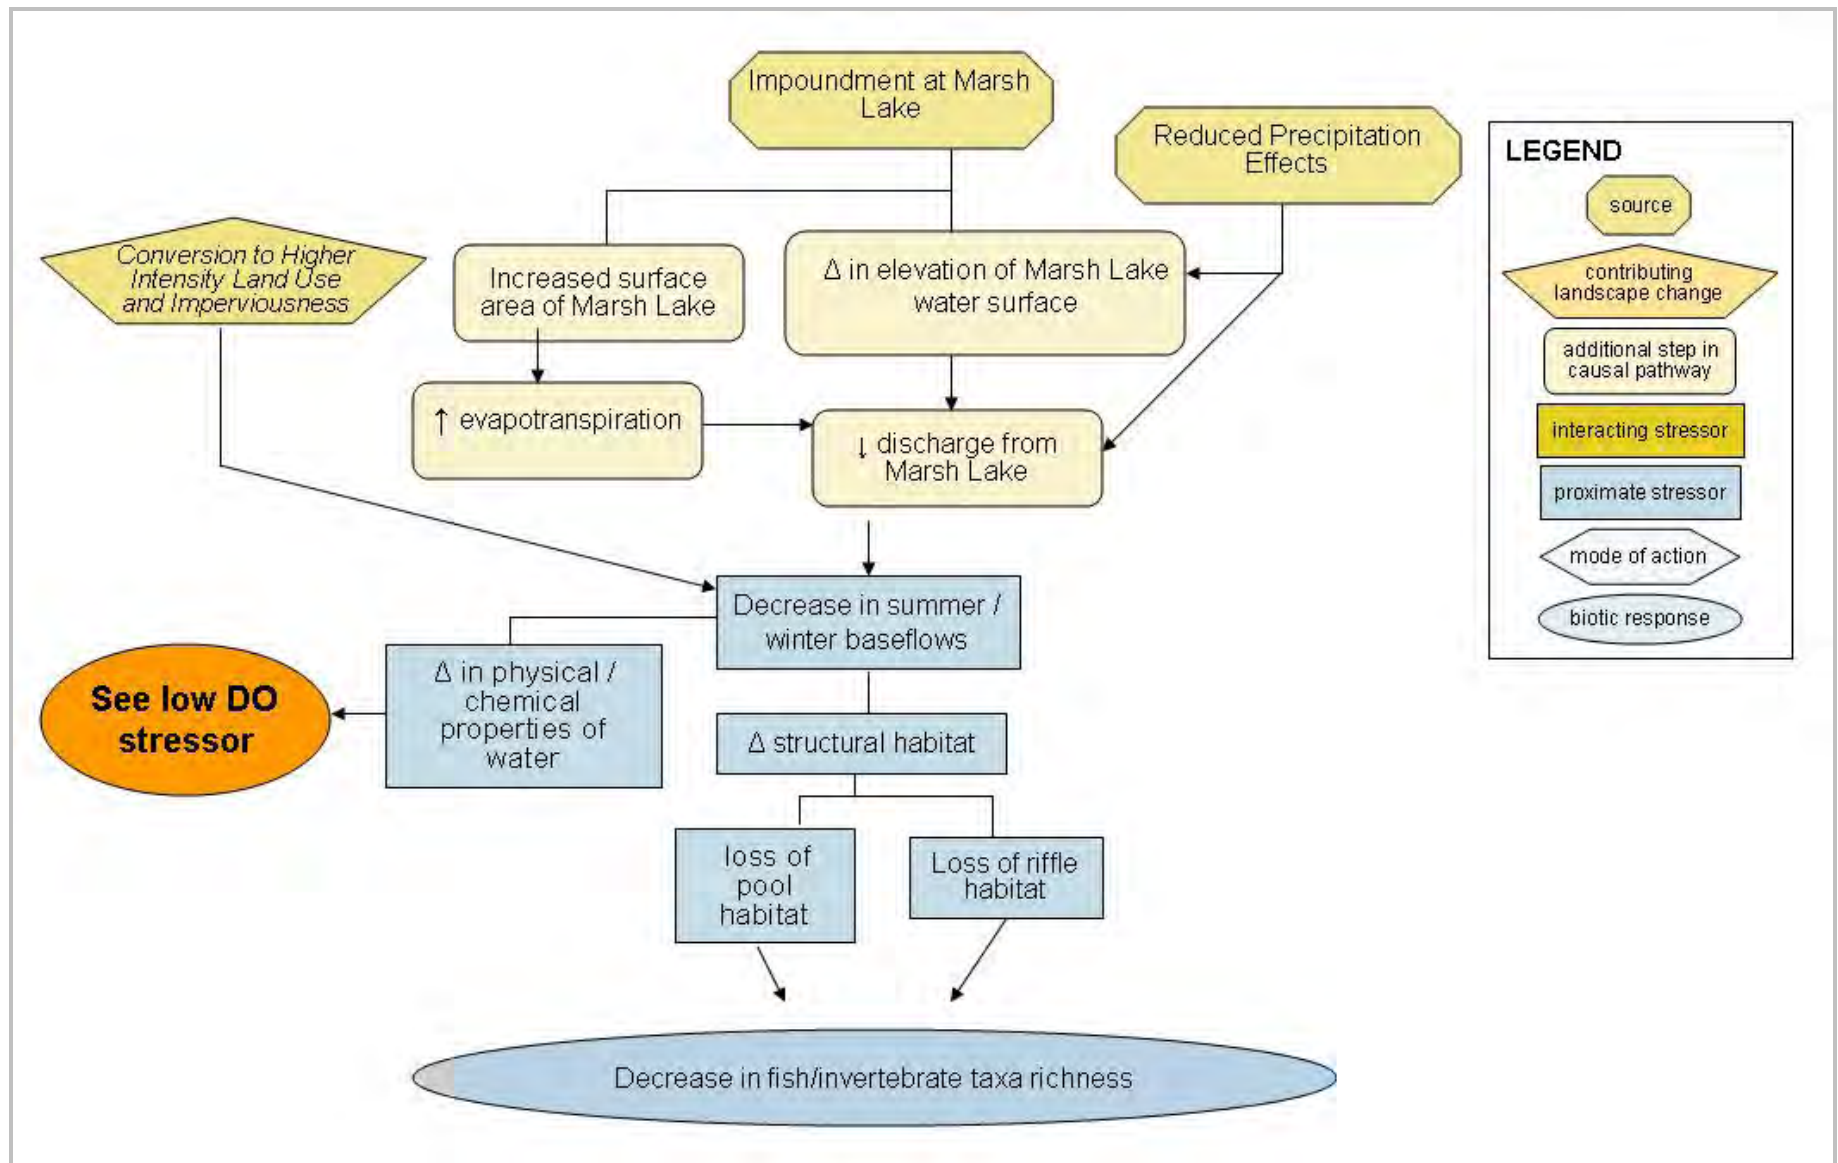 Impoundment at Marsh
Lake
Reduced Precipitation
Effects
LEGEND
source
contributing
landscape change
additional step in
causal pathway
interacting stressor
proximate stressor
mode of action
biotic response
Conversion to Higher
Intensity Land Use
and Imperviousness
Increased surface
area of Marsh Lake
Δ in elevation of Marsh Lake
water surface
↑ evapotranspiration
↓ discharge from
Marsh Lake
Decrease in summer /
winter baseflows
See low DO
stressor
Δ in physical /
chemical
properties of
water
Δ structural habitat
loss of
pool
habitat
Loss of riffle
habitat
Decrease in fish/invertebrate taxa richness